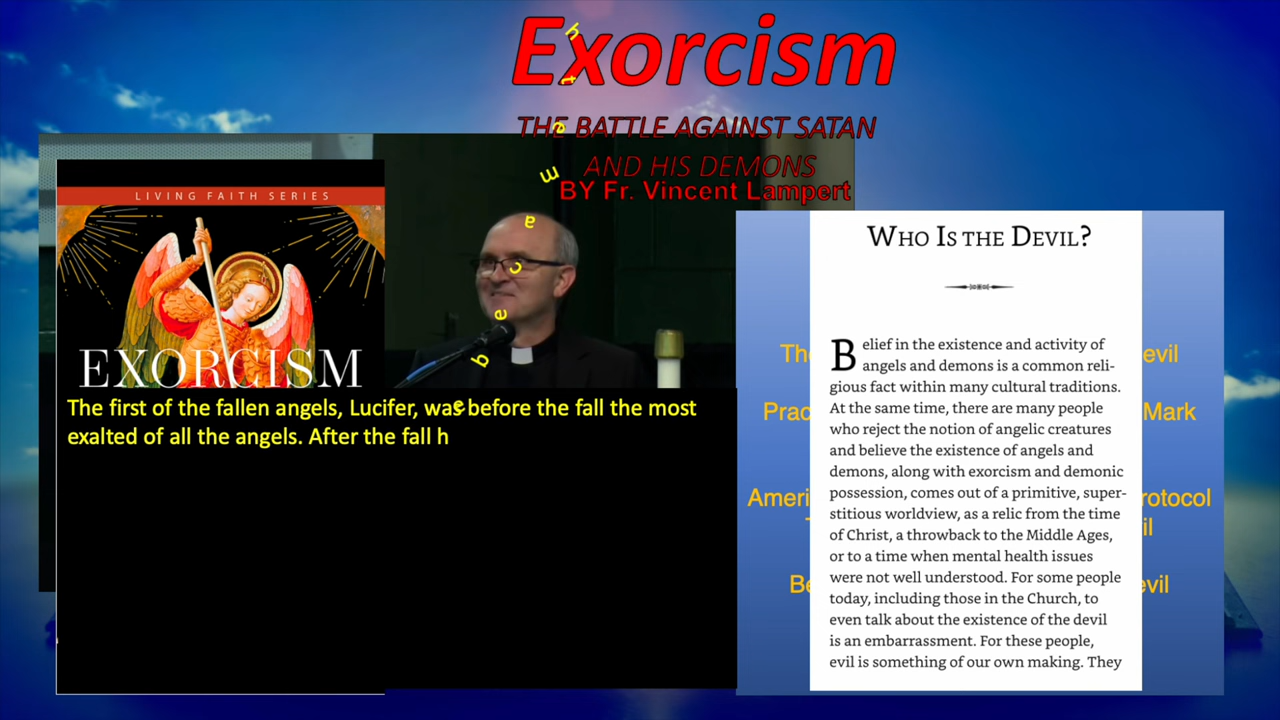 Exorcism
THE BATTLE AGAINST SATAN
AND HIS DEMONS
BY Fr. Vincent Lampert
LIVING FAITH SERIES
EXORCISM
The first of the fallen angels, Lucifer, was before the fall the most
exalted of all the angels. After the fall h
e became th
WHO IS THE DEVIL?
Belief in the existence and activity of
angels and demons is a common reli-
gious fact within many cultural traditions.
At the same time, there are many people
who reject the notion of angelic creatures
and believe the existence of angels and
demons, along with exorcism and demonic
possession, comes out of a primitive, super-
stitious worldview, as a relic from the time
of Christ, a throwback to the Middle Ages,
or to a time when mental health issues
were not well understood. For some people
today, including those in the Church, to
even talk about the existence of the devil
is an embarrassment. For these people,
evil is something of our own making. They
Mark